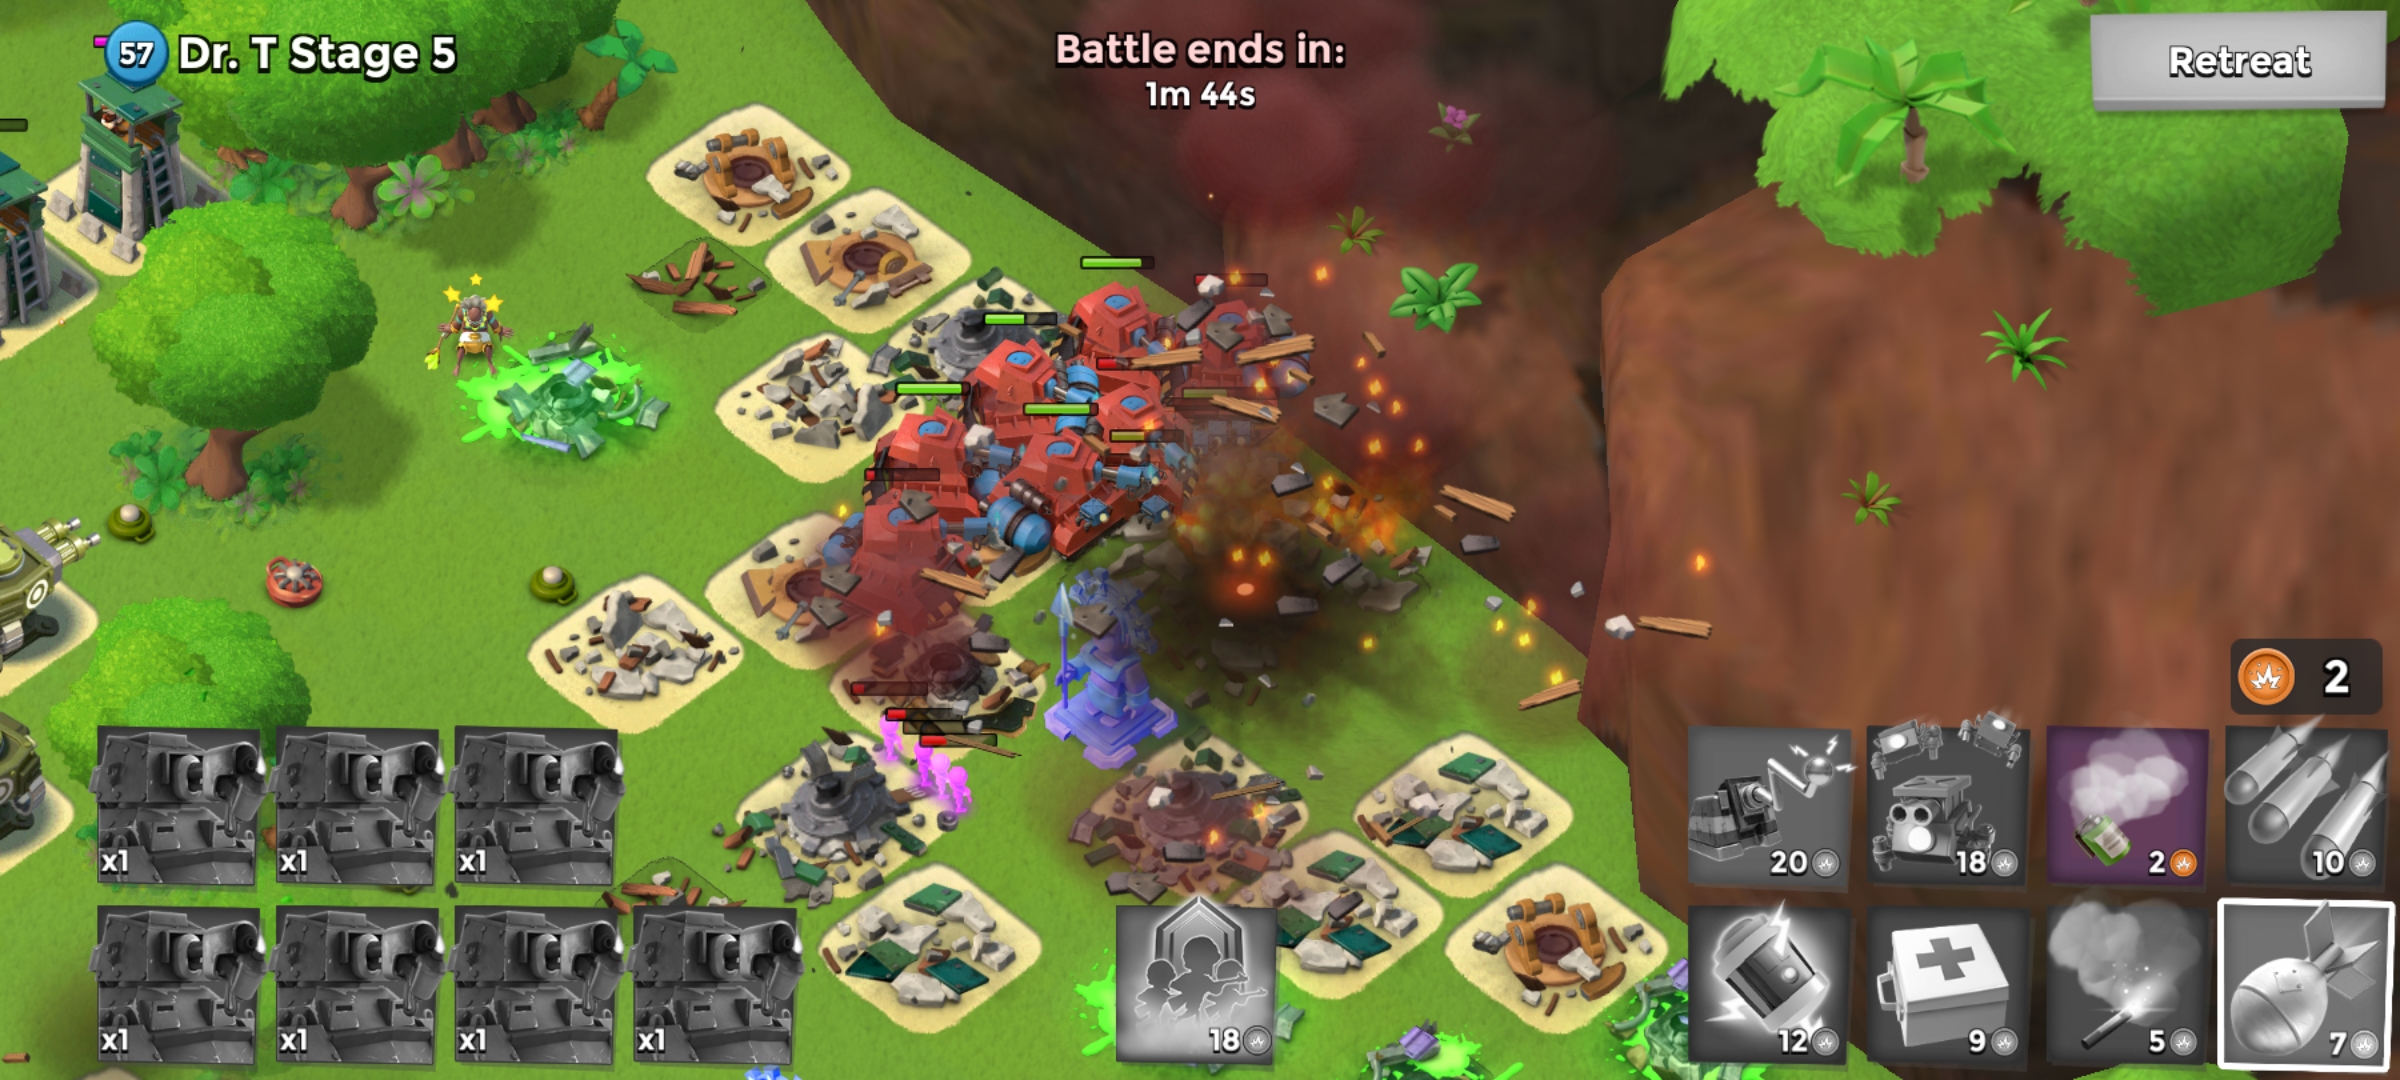 57 Dr. T Stage 5
Battle ends in:
1m 44s
Retreat
2
x1 x1 x1
20 18 2 10
x1 x1 x1 x1
18
12 9 5 7